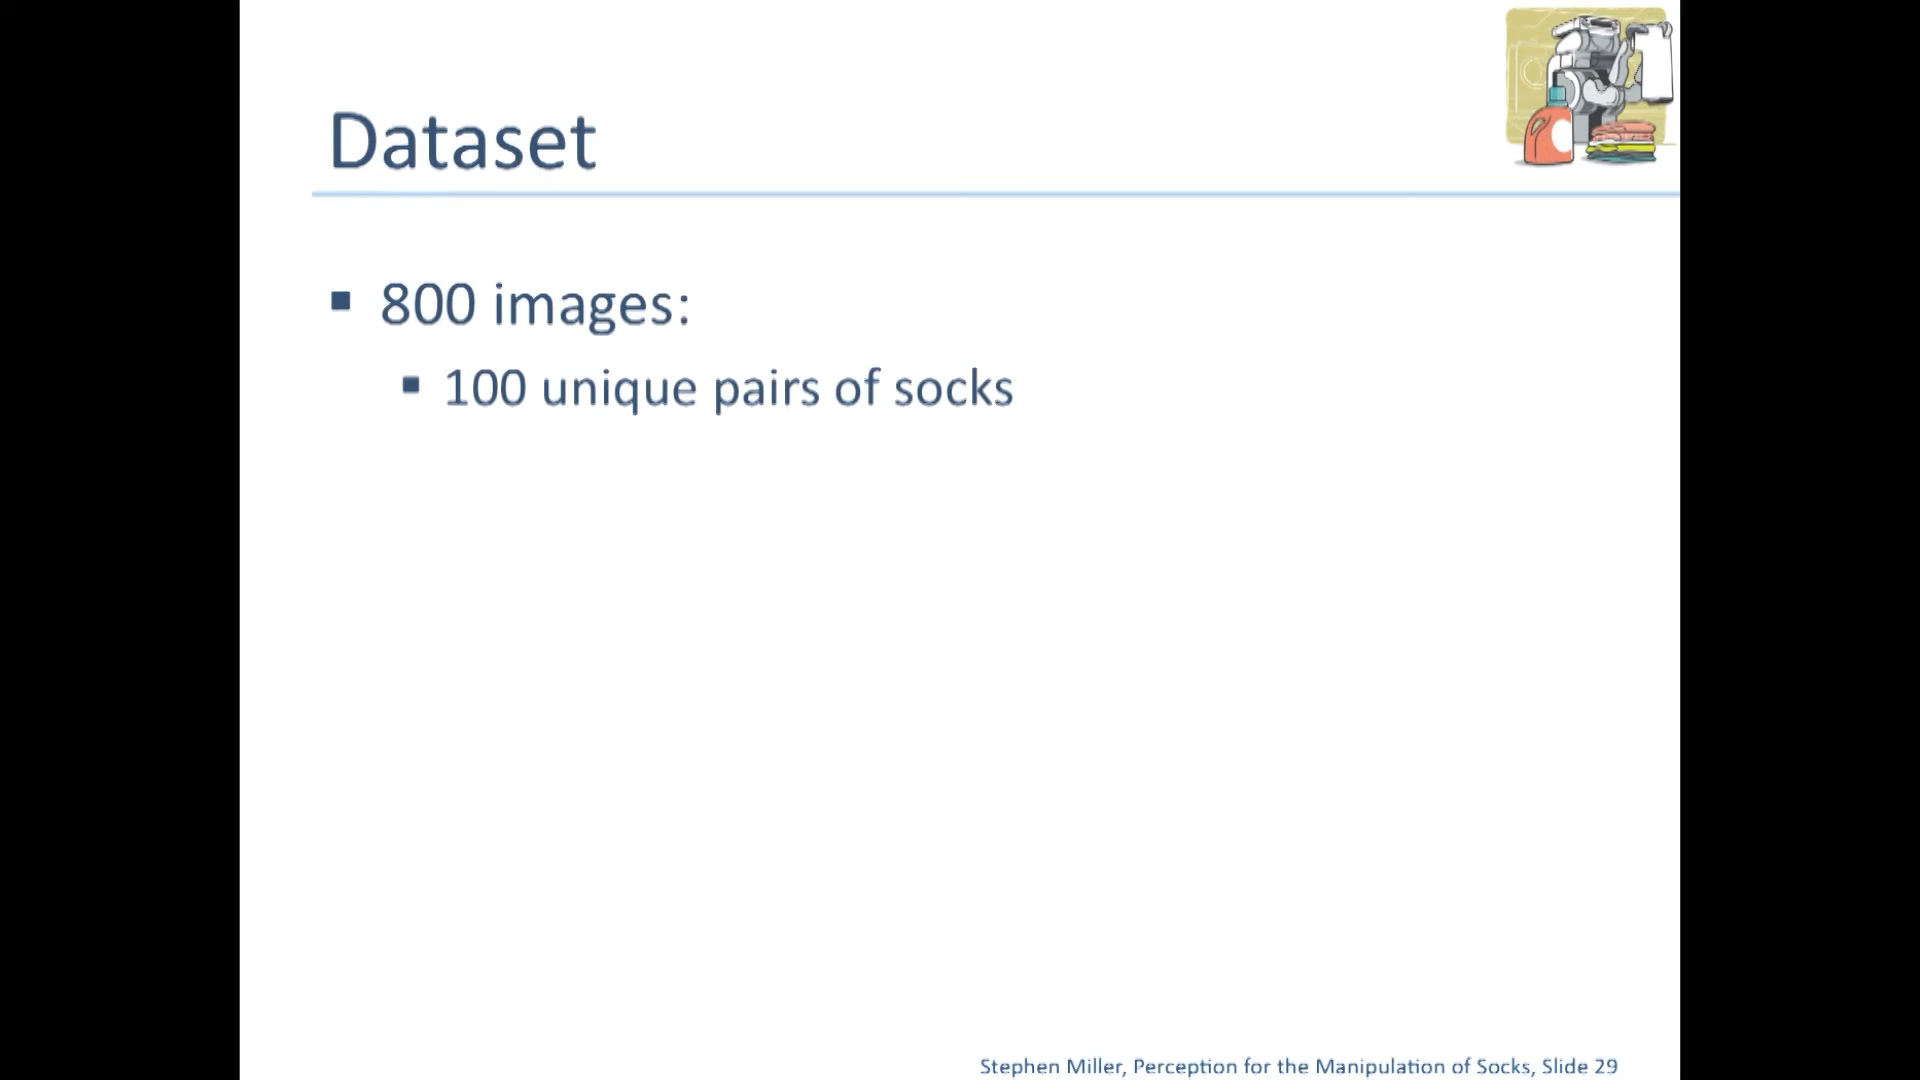 Dataset
▪ 800 images:
▪ 100 unique pairs of socks
Stephen Miller, Perception for the Manipulation of Socks, Slide 29